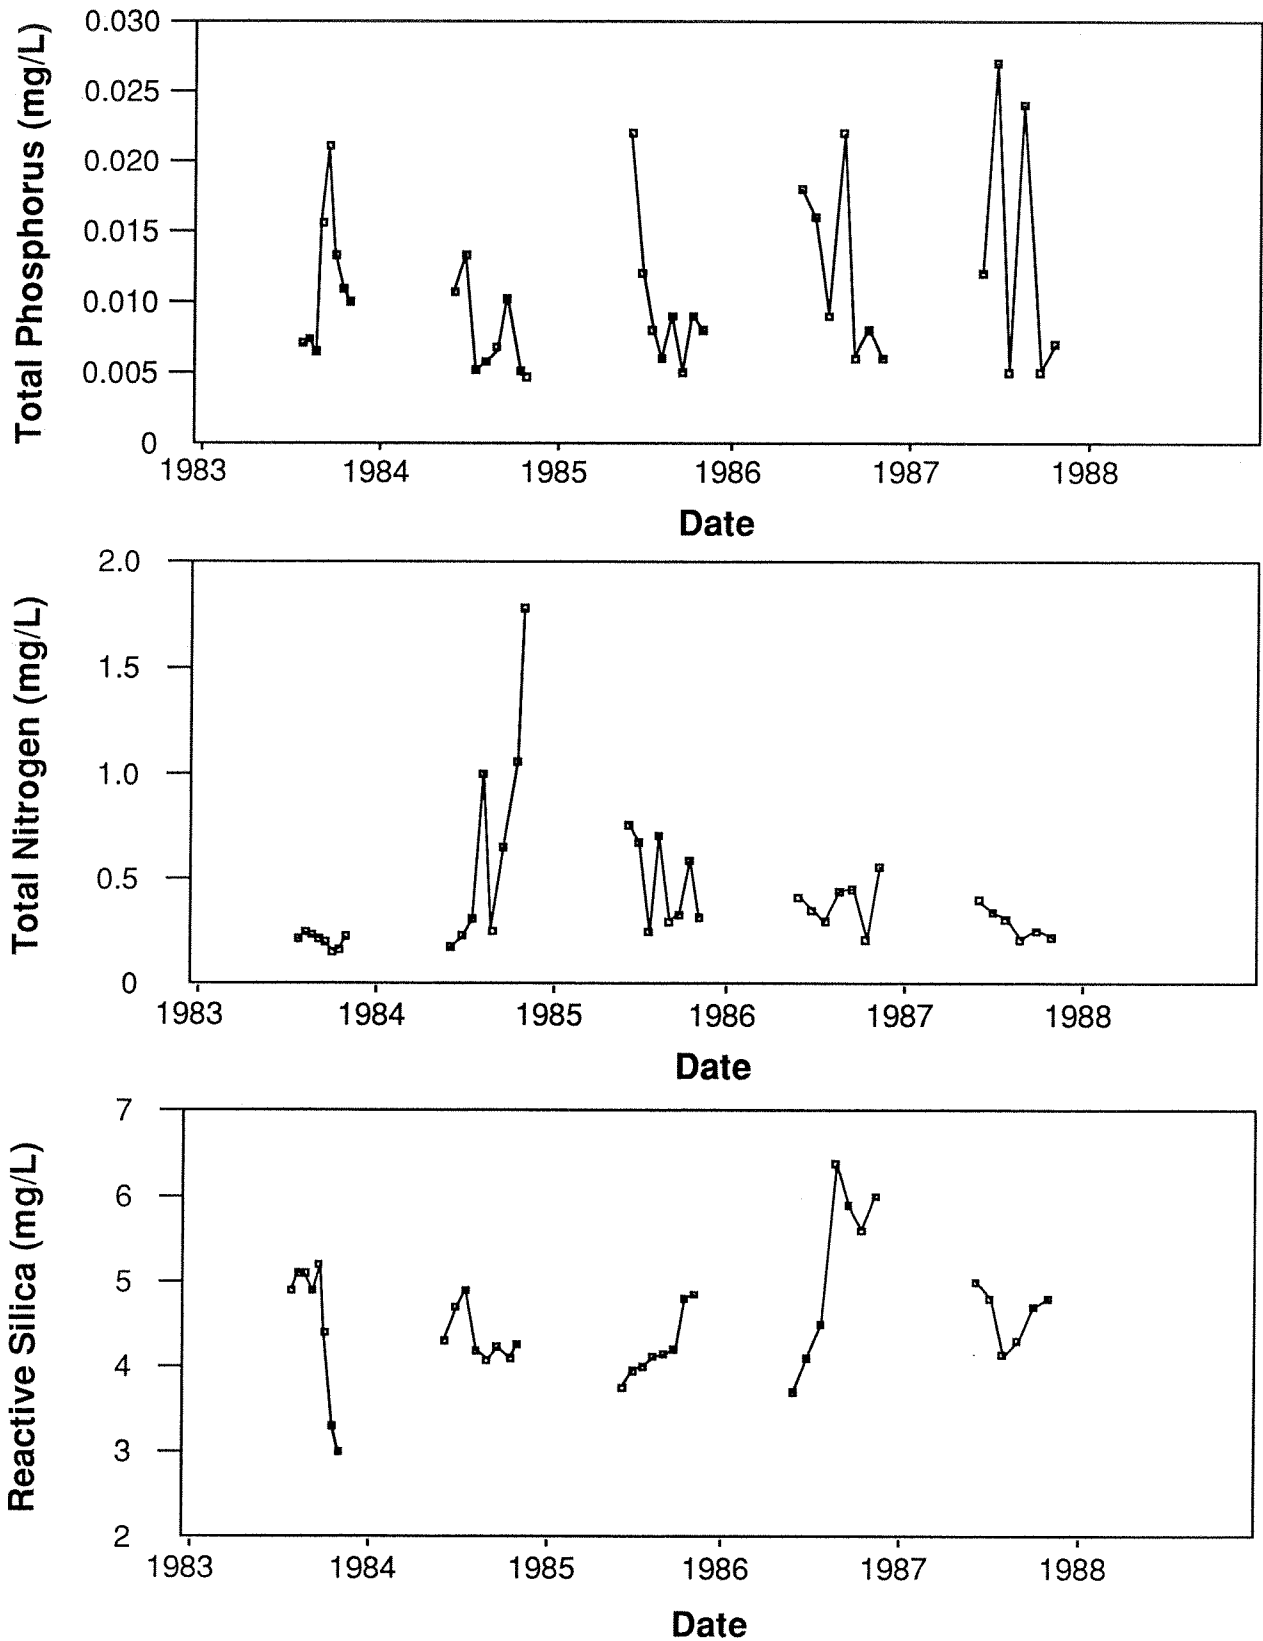 Total Phosphorus (mg/L)
0.030
0.025
0.020
0.015
0.010
0.005
0
1983 1984 1985 1986 1987 1988
Date
Total Nitrogen (mg/L)
2.0
1.5
1.0
0.5
0
1983 1984 1985 1986 1987 1988
Date
Reactive Silica (mg/L)
7
6
5
4
3
2
1983 1984 1985 1986 1987 1988
Date